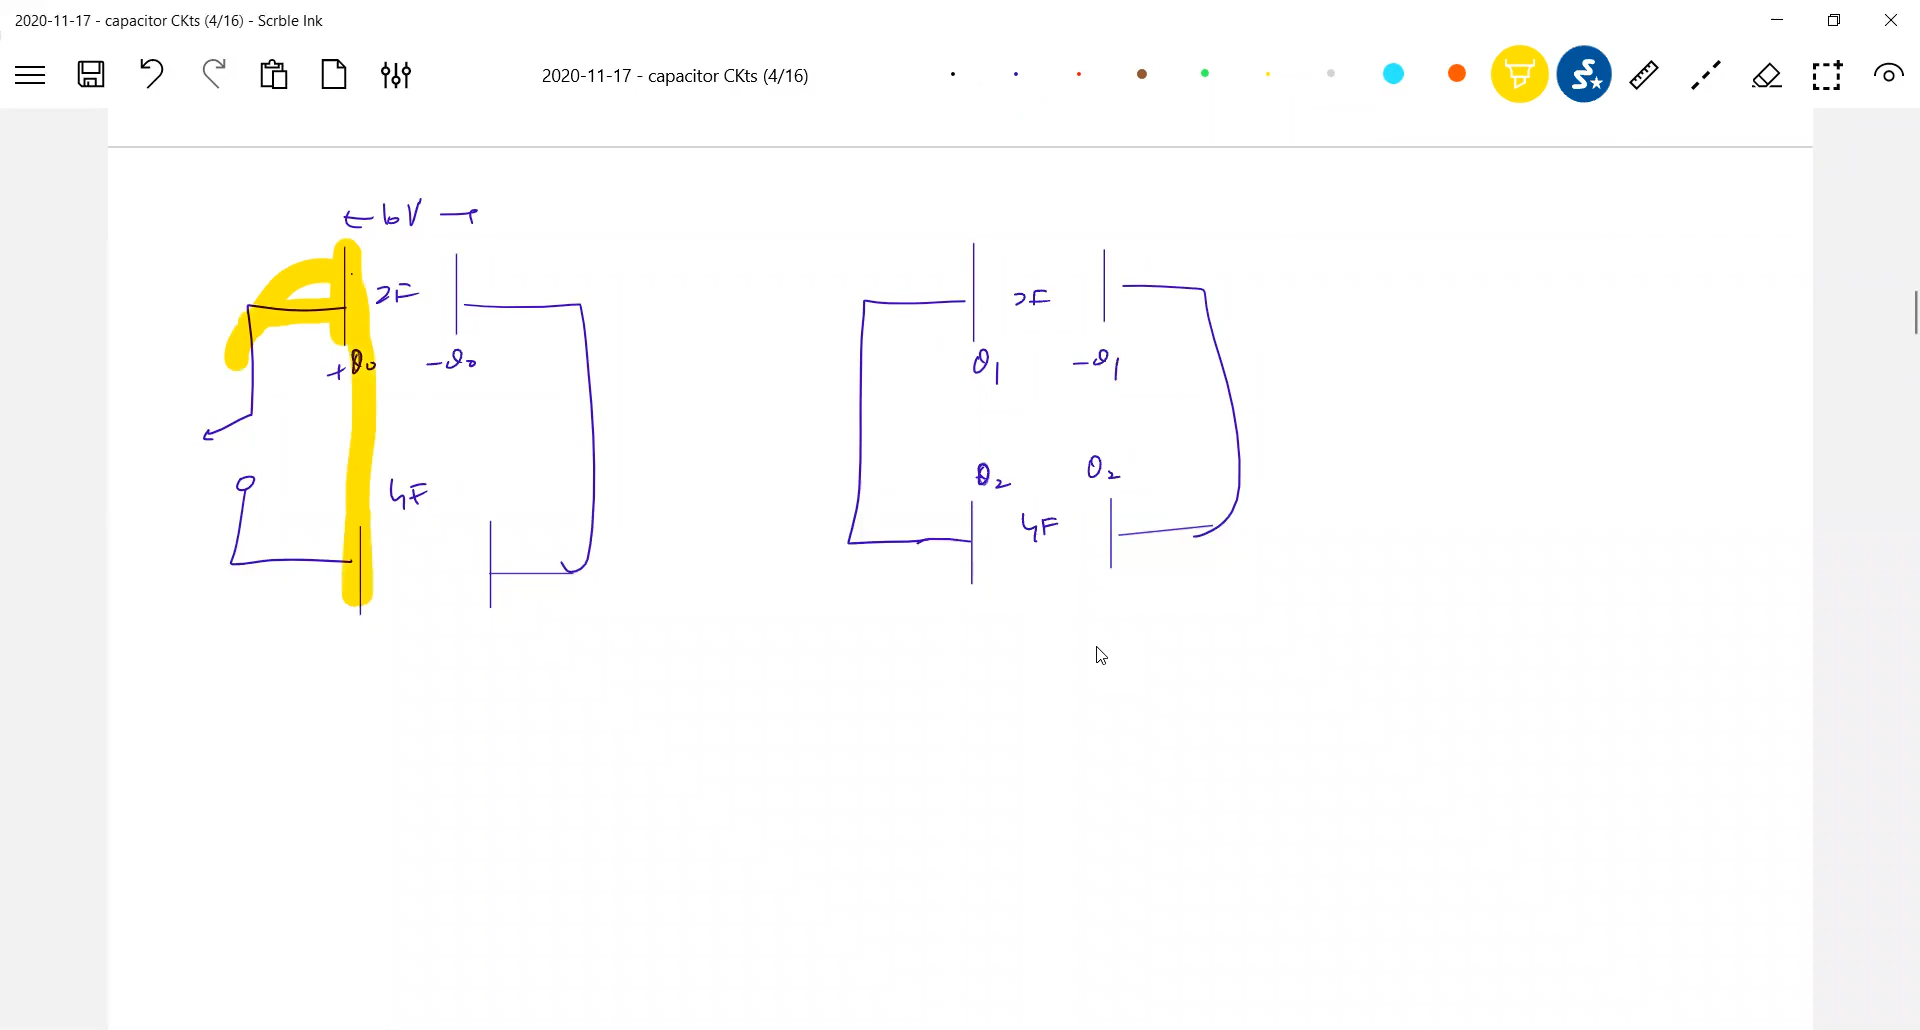 2020-11-17 - capacitor CKts (4/16) - Scrble Ink
2020-11-17 - capacitor CKts (4/16)
6V
2F
+Q₀ -Q₀
4F
2F
Q₁ -Q₁
Q₂ Q₂
4F